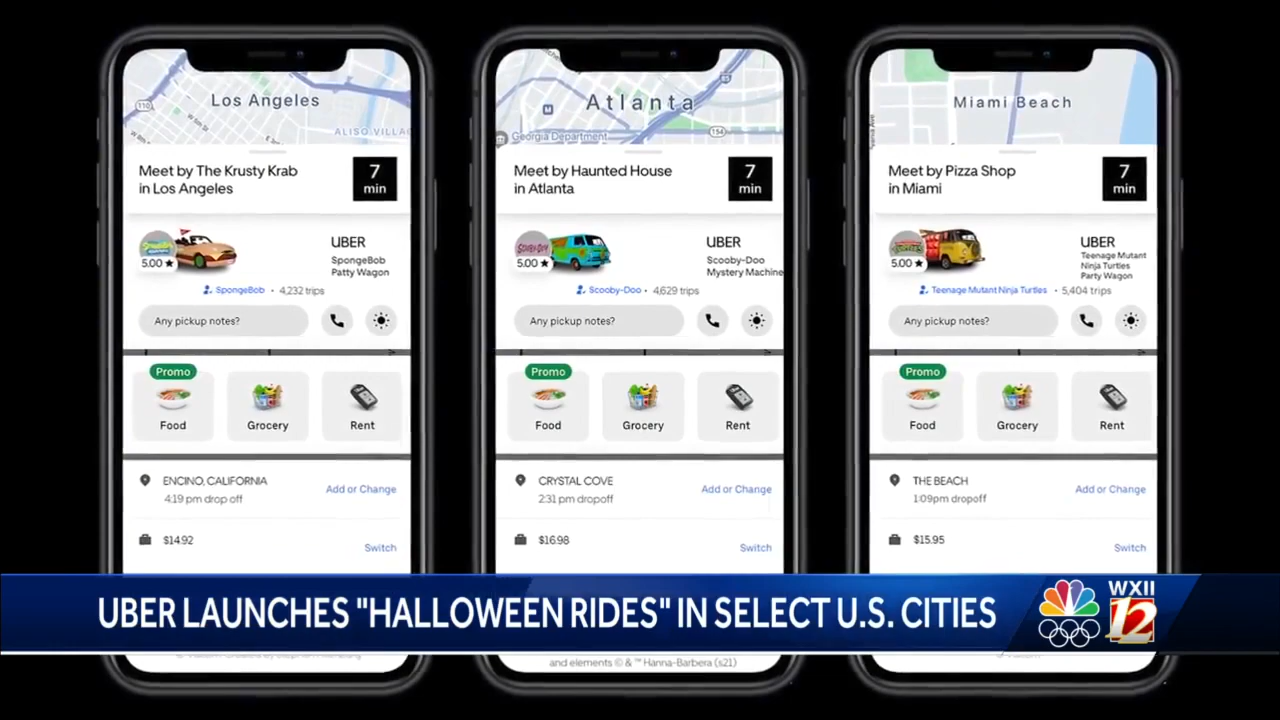 Los Angeles
110
ALISO VILLAG
Meet by The Krusty Krab
in Los Angeles
7
min
5.00 ★
UBER
SpongeBob
Patty Wagon
SpongeBob • 4,232 trips
Any pickup notes?
Promo
Food
Grocery
Rent
ENCINO, CALIFORNIA
4:19 pm drop off
Add or Change
$14.92
Switch
Atlanta
M
154
Georgia Department
Meet by Haunted House
in Atlanta
7
min
SCOOBY-DOO
5.00 ★
UBER
Scooby-Doo
Mystery Machine
Scooby-Doo • 4,629 trips
Any pickup notes?
Promo
Food
Grocery
Rent
CRYSTAL COVE
2:31 pm dropoff
Add or Change
$16.98
Switch
and elements © & ™ Hanna-Barbera (s21)
Miami Beach
Meet by Pizza Shop
in Miami
7
min
TURTLES
5.00 ★
UBER
Teenage Mutant
Ninja Turtles
Party Wagon
Teenage Mutant Ninja Turtles • 5,404 trips
Any pickup notes?
Promo
Food
Grocery
Rent
THE BEACH
1:09pm dropoff
Add or Change
$15.95
Switch
UBER LAUNCHES "HALLOWEEN RIDES" IN SELECT U.S. CITIES
WXII
12